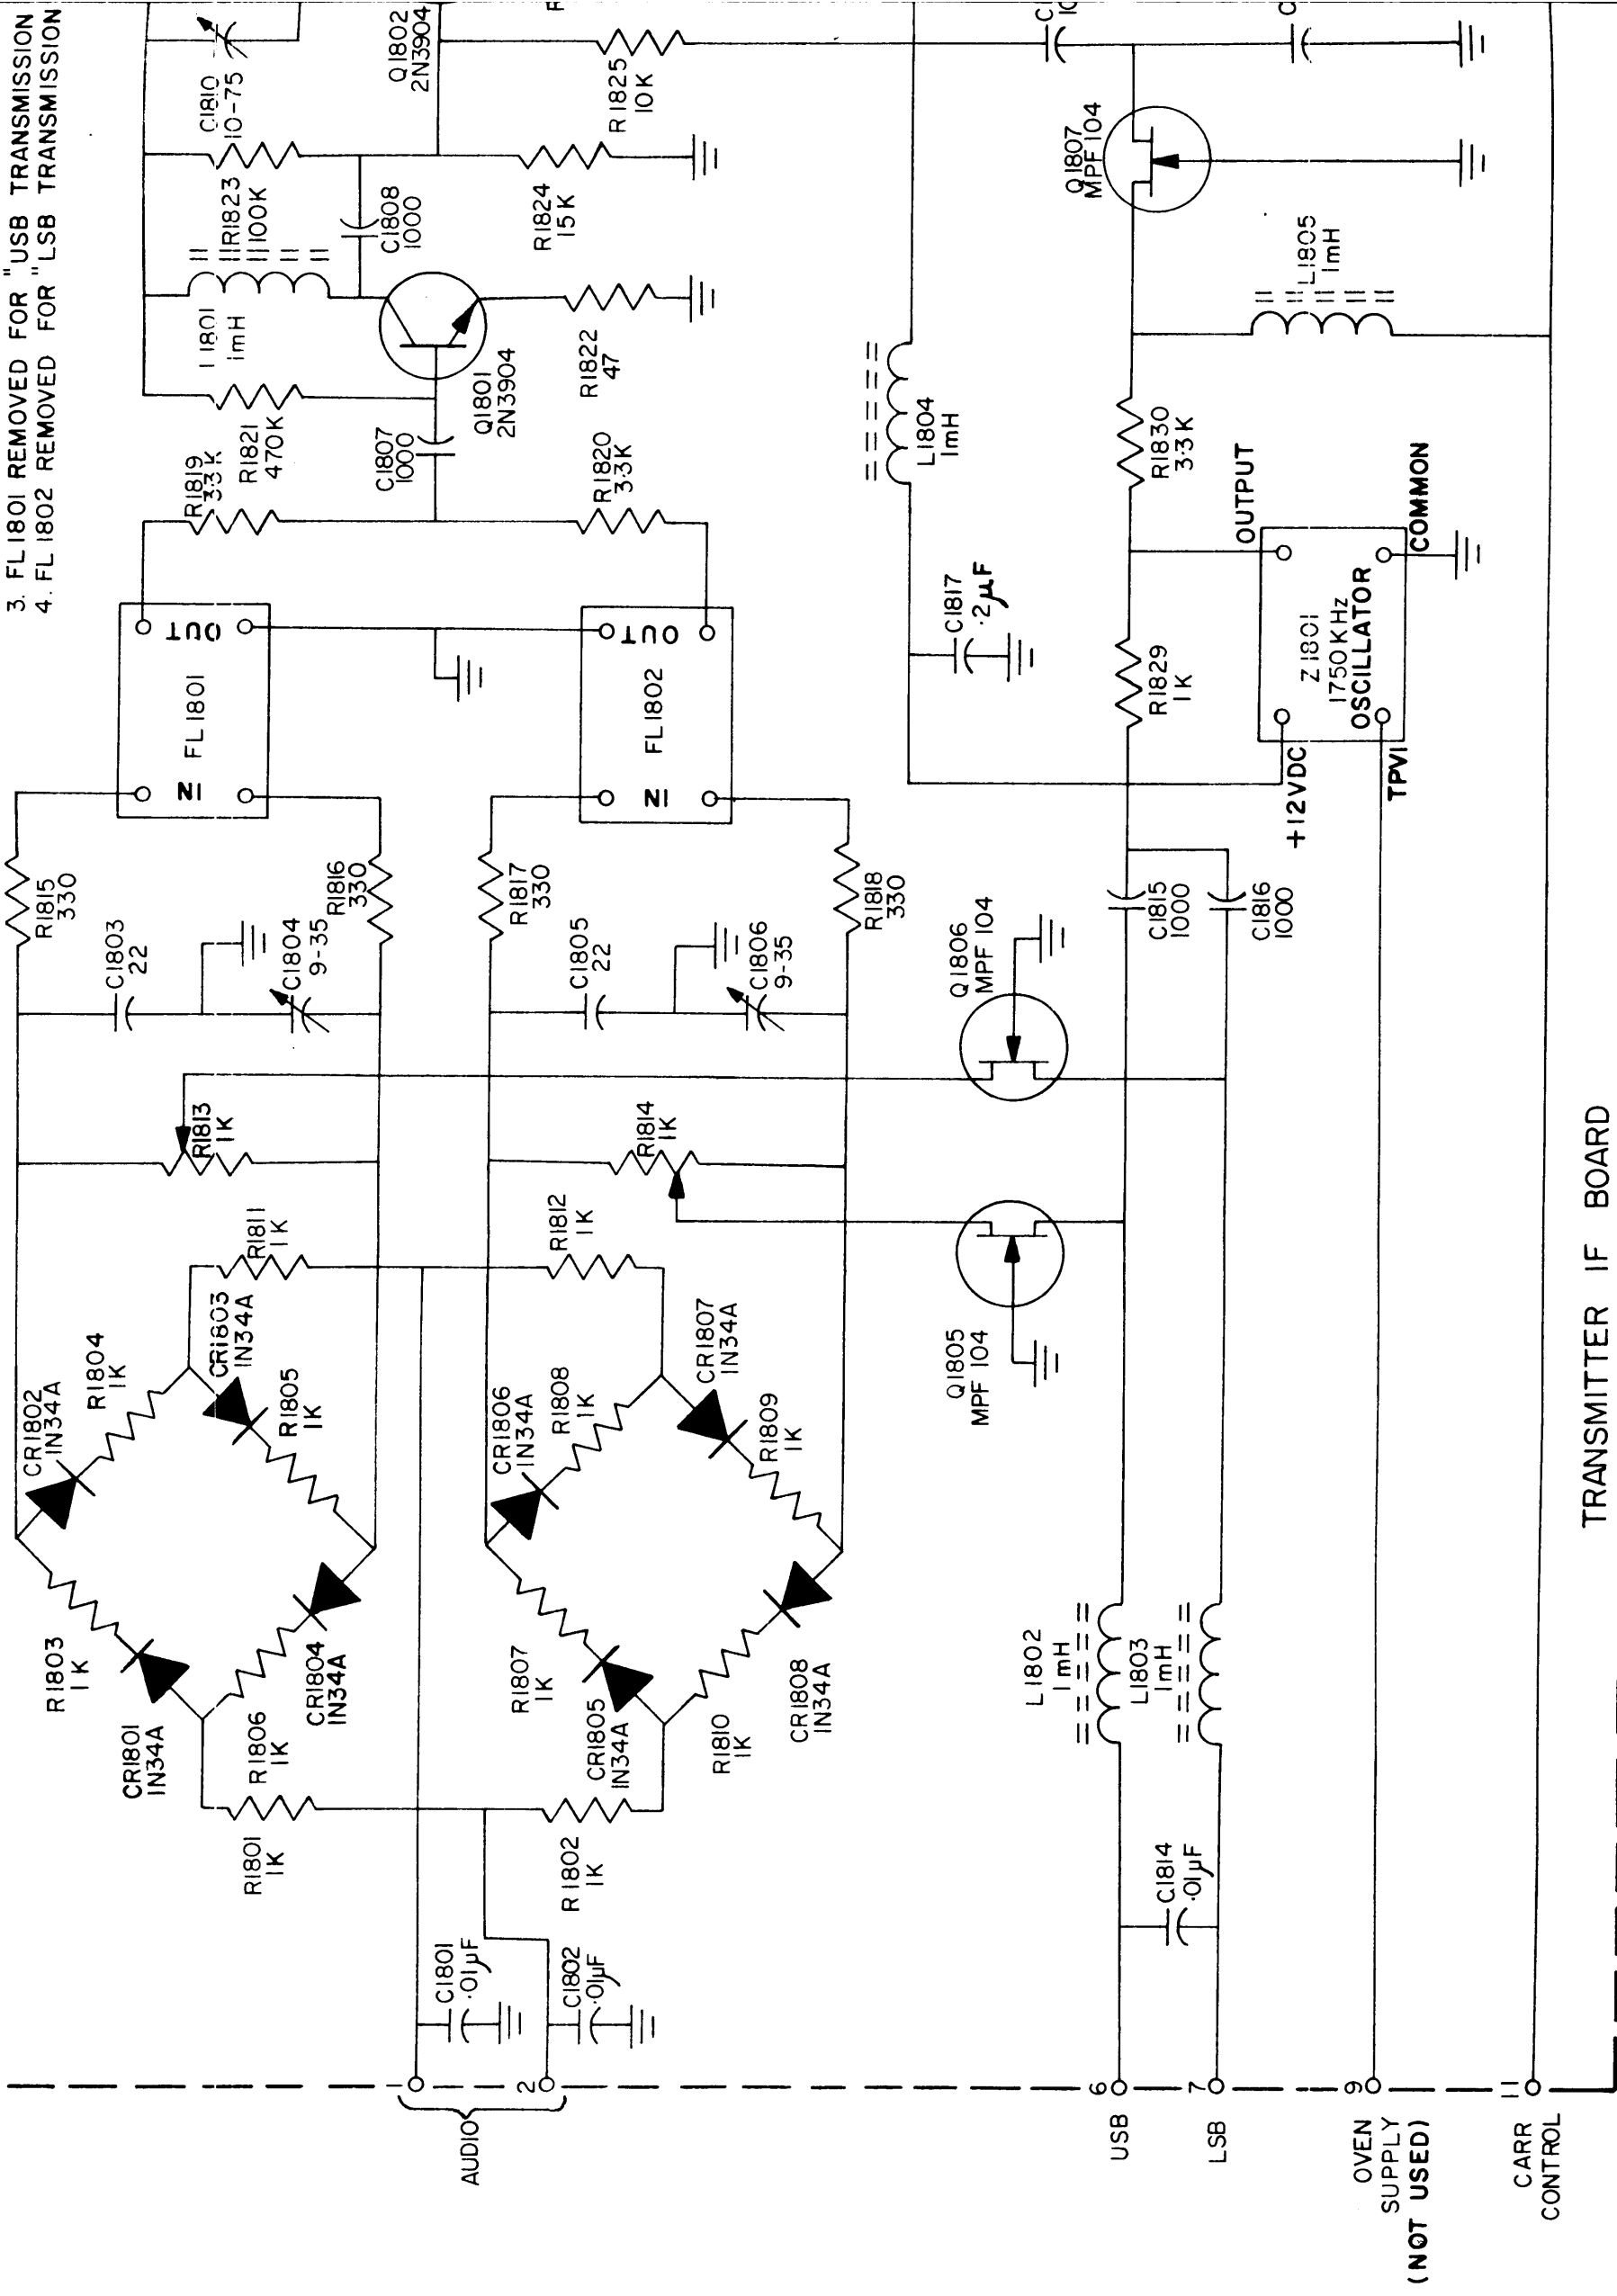 3. FL1801 REMOVED FOR "USB TRANSMISSION
4. FL1802 REMOVED FOR "LSB TRANSMISSION
C1810
10-75
Q1802
2N3904
R1825
10K
R1823
100K
C1808
1000
R1824
15K
1801
1mH
R1821
470K
Q1801
2N3904
R1822
47
R1819
3.3K
C1807
1000
R1820
3.3K
FL1801
IN
OUT
FL1802
IN
OUT
R1815
330
R1816
330
R1817
330
R1818
330
C1803
22
C1804
9-35
C1805
22
C1806
9-35
R1813
1K
R1814
1K
R1811
1K
R1812
1K
CR1802
1N34A
R1804
1K
CR1803
1N34A
R1805
1K
R1803
1K
CR1801
1N34A
R1806
1K
CR1804
1N34A
CR1806
1N34A
R1808
1K
CR1807
1N34A
R1809
1K
R1807
1K
CR1805
1N34A
R1810
1K
CR1808
1N34A
R1801
1K
R1802
1K
C1801
.01µF
C1802
.01µF
1
2
AUDIO
Q1807
MPF 104
L1805
1mH
L1804
1mH
C1817
.2µF
R1830
3.3K
R1829
1K
OUTPUT
COMMON
Z1801
1750KHz
OSCILLATOR
+12VDC
TPV1
Q1806
MPF 104
Q1805
MPF 104
C1815
1000
C1816
1000
L1802
1mH
L1803
1mH
C1814
.01µF
6
USB
7
LSB
9
OVEN
SUPPLY
(NOT USED)
11
CARR
CONTROL
TRANSMITTER IF BOARD